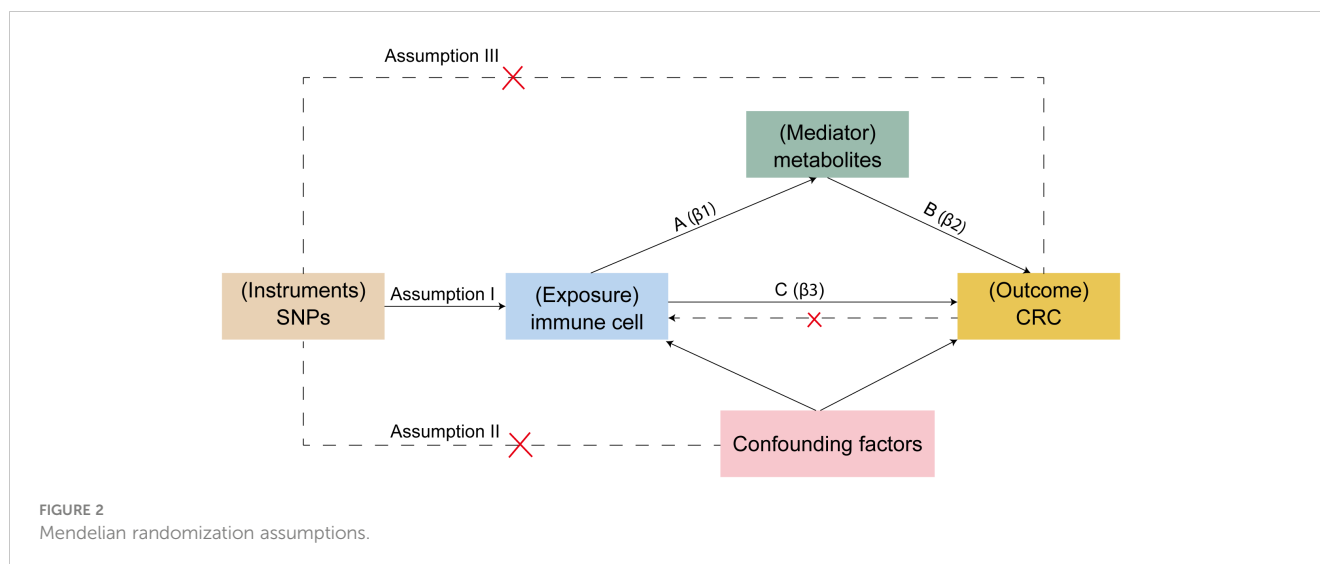 Assumption III
(Mediator)
metabolites
A (β1)
B (β2)
(Instruments)
SNPs
Assumption I
(Exposure)
immune cell
C (β3)
(Outcome)
CRC
Assumption II
Confounding factors
FIGURE 2
Mendelian randomization assumptions.